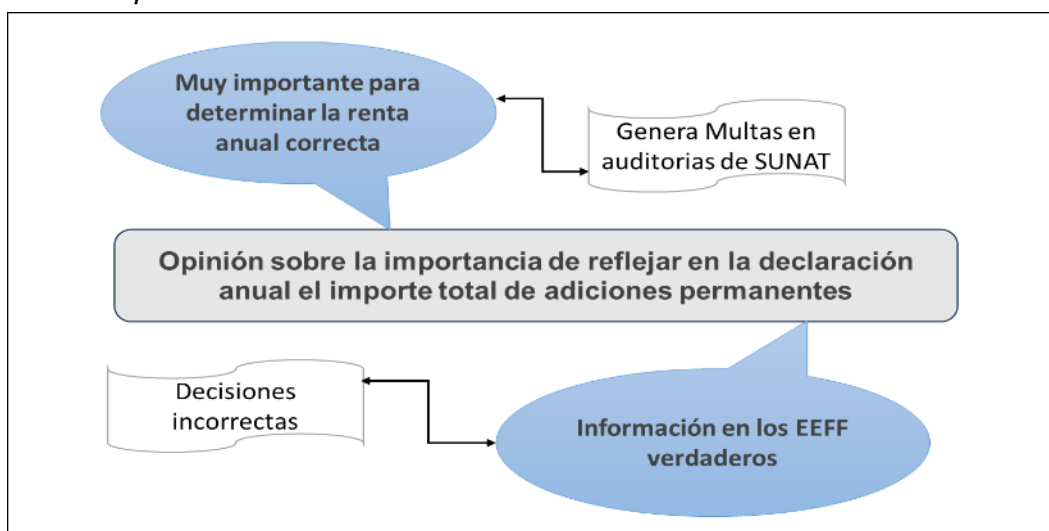 Muy importante para
determinar la renta
anual correcta
Genera Multas en
auditorias de SUNAT
Opinión sobre la importancia de reflejar en la declaración
anual el importe total de adiciones permanentes
Decisiones
incorrectas
Información en los EEFF
verdaderos